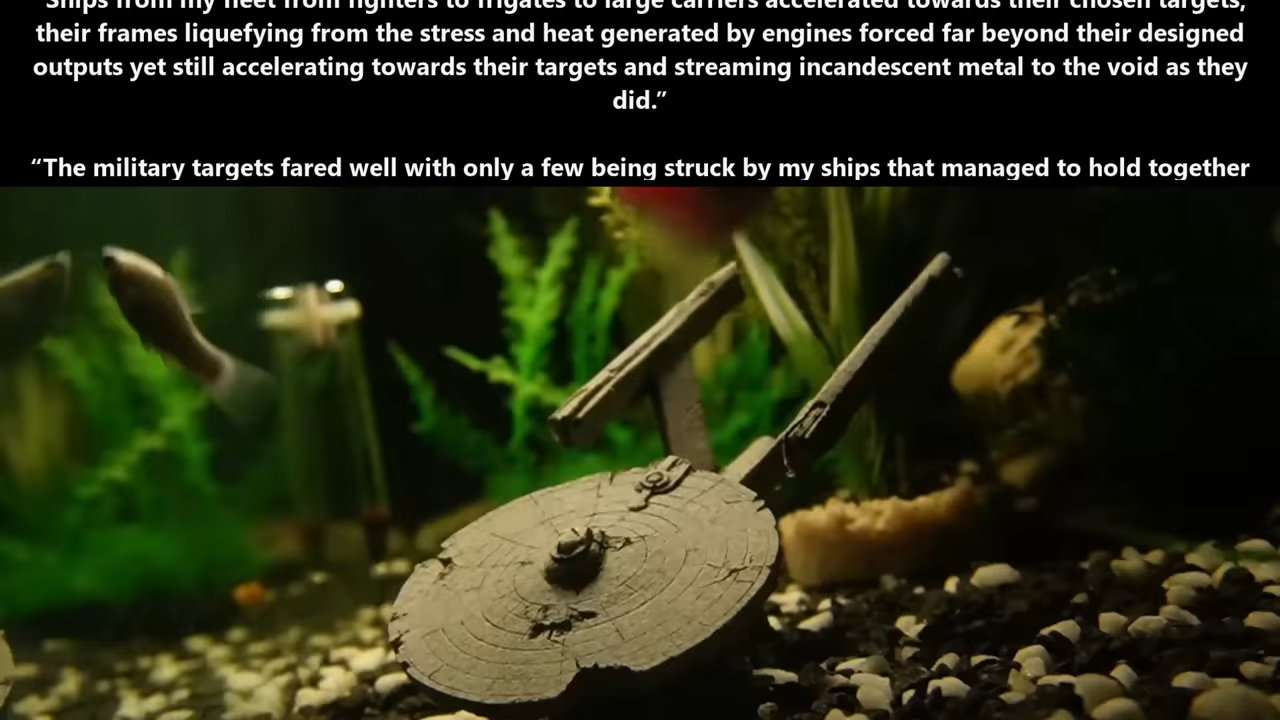 "Ships from my fleet from fighters to frigates to large carriers accelerated towards their chosen targets,
their frames liquefying from the stress and heat generated by engines forced far beyond their designed
outputs yet still accelerating towards their targets and streaming incandescent metal to the void as they
did.”
“The military targets fared well with only a few being struck by my ships that managed to hold together